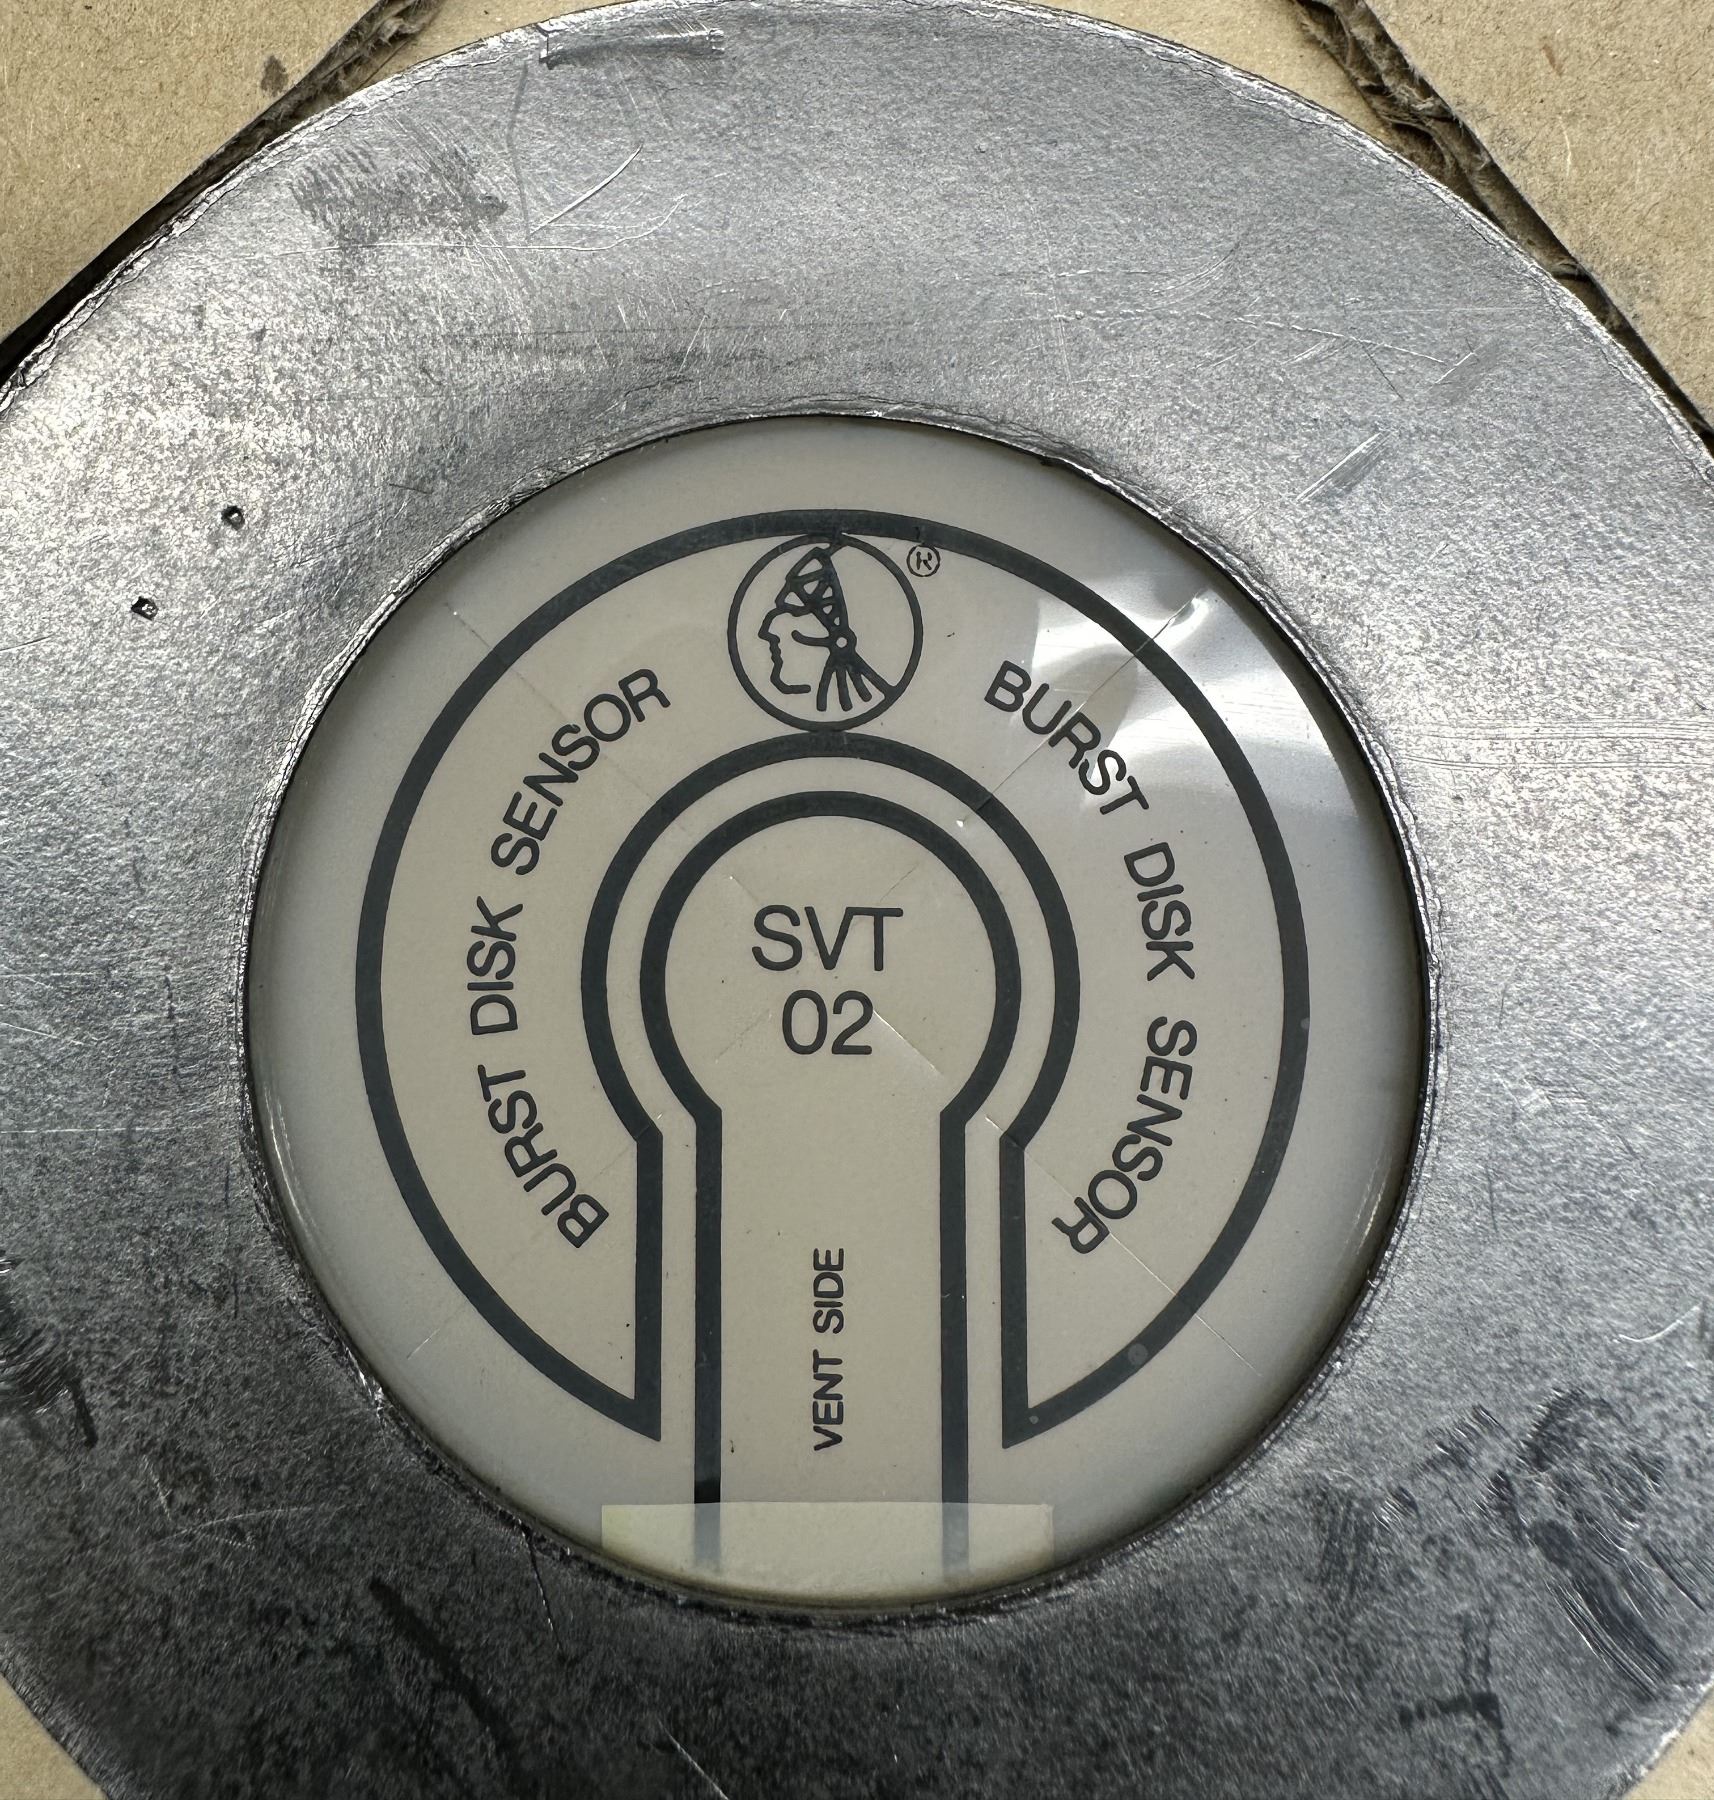 ®
BURST DISK SENSOR
BURST DISK SENSOR
SVT
02
VENT SIDE